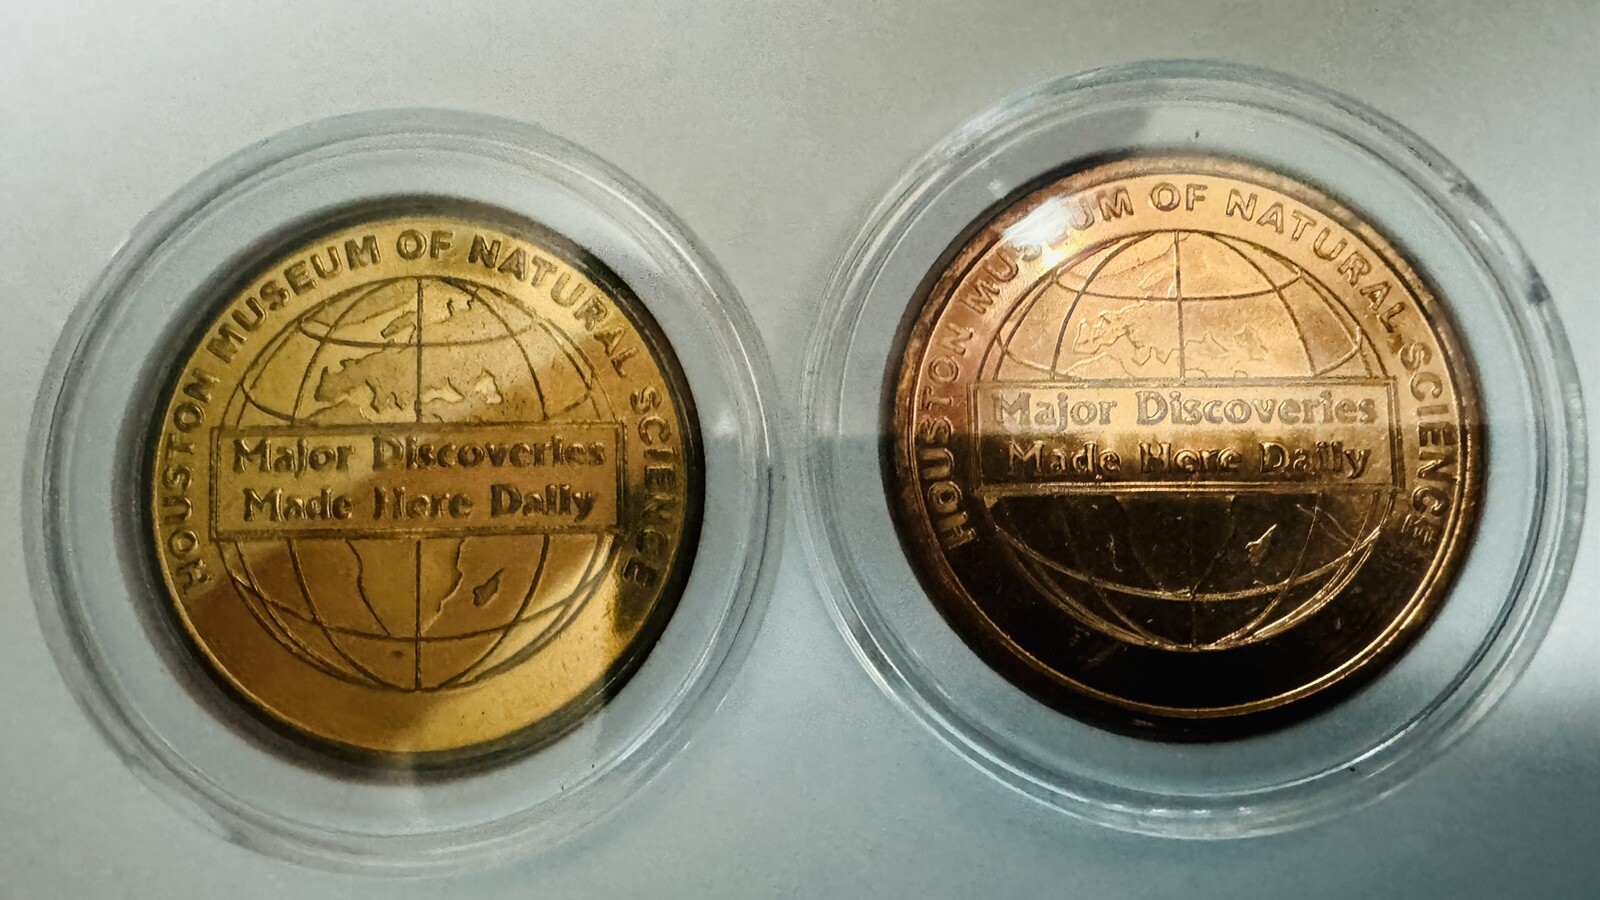 HOUSTON MUSEUM OF NATURAL SCIENCE
Major Discoveries
Made Here Daily
HOUSTON MUSEUM OF NATURAL SCIENCE
Major Discoveries
Made Here Daily